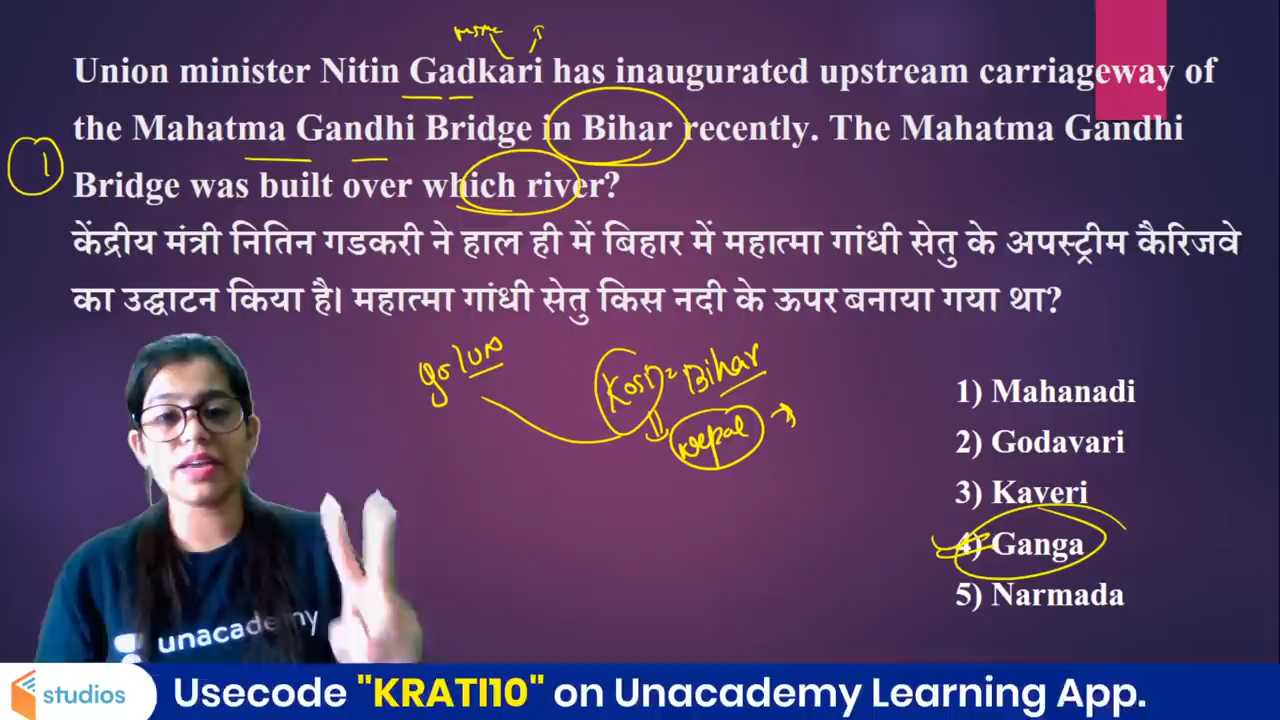 Union minister Nitin Gadkari has inaugurated upstream carriageway of
the Mahatma Gandhi Bridge in Bihar recently. The Mahatma Gandhi
1
Bridge was built over which river?
केंद्रीय मंत्री नितिन गडकरी ने हाल ही में बिहार में महात्मा गांधी सेतु के अपस्ट्रीम कैरिजवे
का उद्घाटन किया है। महात्मा गांधी सेतु किस नदी के ऊपर बनाया गया था?
Kosi = Bihar
Nepal
1) Mahanadi
2) Godavari
3) Kaveri
4) Ganga
5) Narmada
unacademy
studios
Usecode "KRATI10" on Unacademy Learning App.